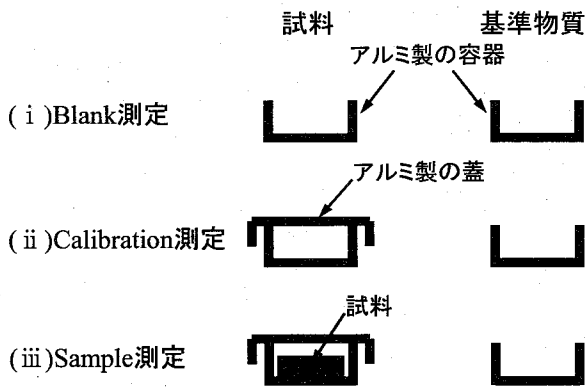 試料 基準物質
アルミ製の容器
(ⅰ)Blank測定
アルミ製の蓋
(ⅱ)Calibration測定
試料
(ⅲ)Sample測定